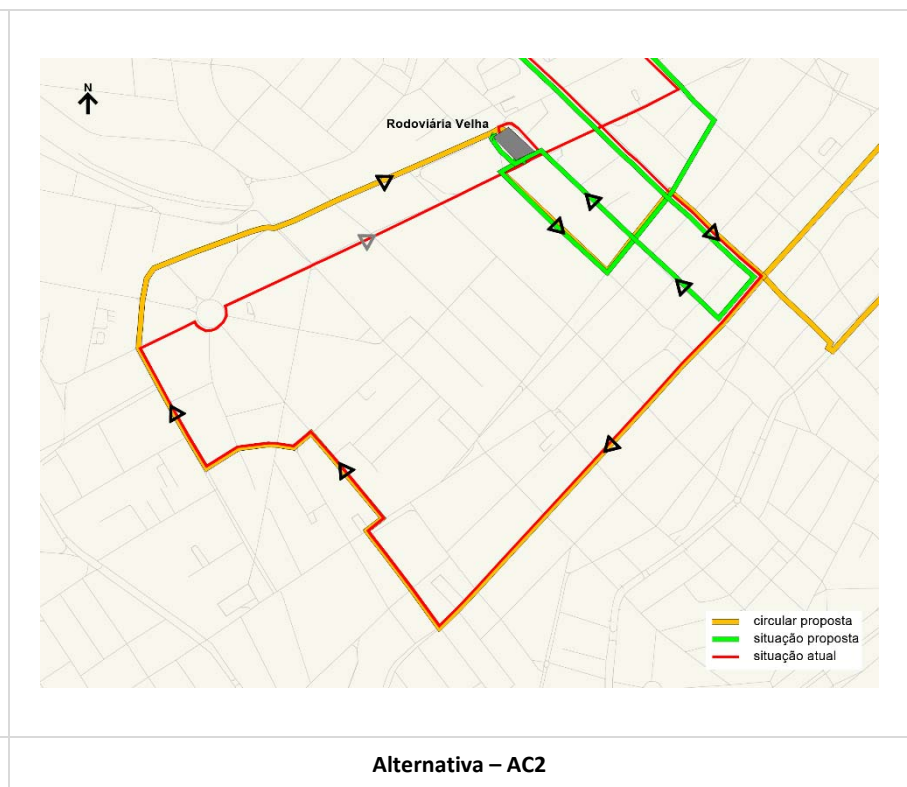 N
Rodoviária Velha
circular proposta
situação proposta
situação atual
Alternativa – AC2